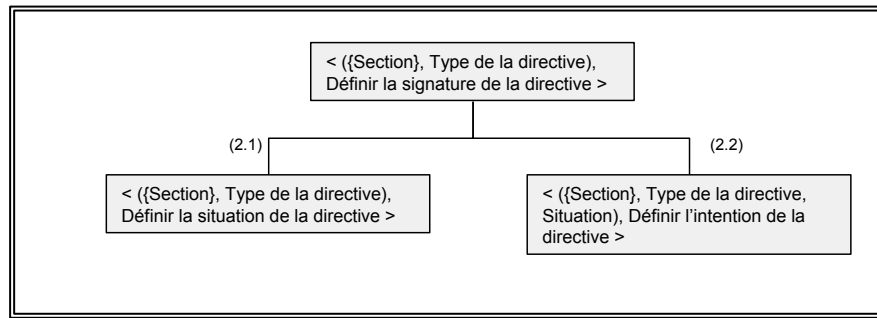 < ({Section}, Type de la directive),
Définir la signature de la directive >
(2.1)
(2.2)
< ({Section}, Type de la directive),
Définir la situation de la directive >
< ({Section}, Type de la directive,
Situation), Définir l’intention de la
directive >